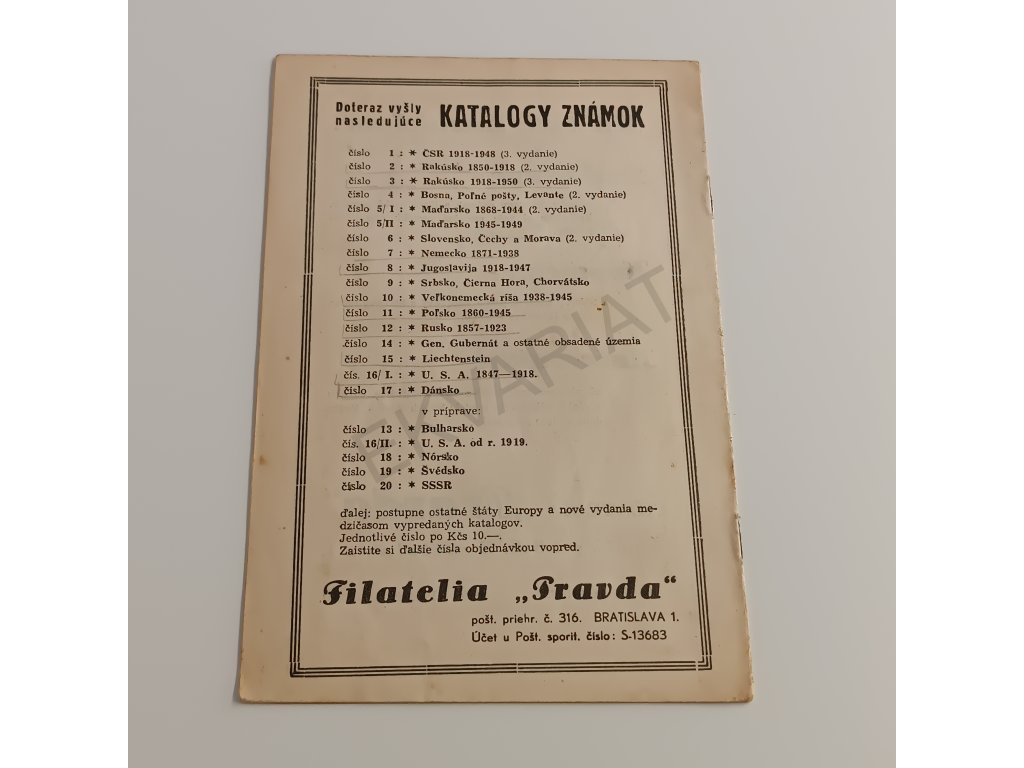 Doteraz vyšly
nasledujúce KATALOGY ZNÁMOK
číslo 1 : * ČSR 1918-1948 (3. vydanie)
číslo 2 : * Rakúsko 1850-1918 (2. vydanie)
číslo 3 : * Rakúsko 1918-1950 (3. vydanie)
číslo 4 : * Bosna, Poľné pošty, Levante (2. vydanie)
číslo 5/I : * Maďarsko 1868-1944 (2. vydanie)
číslo 5/II : * Maďarsko 1945-1949
číslo 6 : * Slovensko, Čechy a Morava (2. vydanie)
číslo 7 : * Nemecko 1871-1938
číslo 8 : * Jugoslavija 1918-1947
číslo 9 : * Srbsko, Čierna Hora, Chorvátsko
číslo 10 : * Veľkonemecká ríša 1938-1945
číslo 11 : * Poľsko 1860-1945
číslo 12 : * Rusko 1857-1923
číslo 14 : * Gen. Gubernát a ostatné obsadené územia
číslo 15 : * Liechtenstein
čís. 16/I. : * U. S. A. 1847—1918.
číslo 17 : * Dánsko
v príprave:
číslo 13 : * Bulharsko
čís. 16/II. : * U. S. A. od r. 1919.
číslo 18 : * Nórsko
číslo 19 : * Švédsko
číslo 20 : * SSSR
ďalej: postupne ostatné štáty Europy a nové vydania me-
dzičasom vypredaných katalogov.
Jednotlivé číslo po Kčs 10.—.
Zaistite si ďalšie čísla objednávkou vopred.
Filatelia „Pravda"
pošt. priehr. č. 316. BRATISLAVA 1.
Účet u Pošt. sporit. číslo: S-13683
EKVARIAT